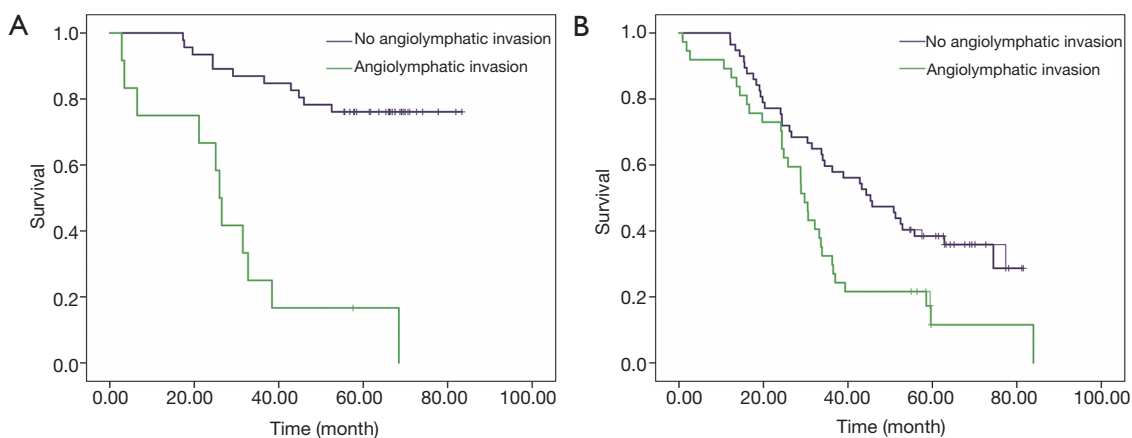 A
1.0
0.8
0.6
0.4
0.2
0.0
Survival
No angiolymphatic invasion
Angiolymphatic invasion
0.00 20.00 40.00 60.00 80.00 100.00
Time (month)
B
1.0
0.8
0.6
0.4
0.2
0.0
Survival
No angiolymphatic invasion
Angiolymphatic invasion
0.00 20.00 40.00 60.00 80.00 100.00
Time (month)